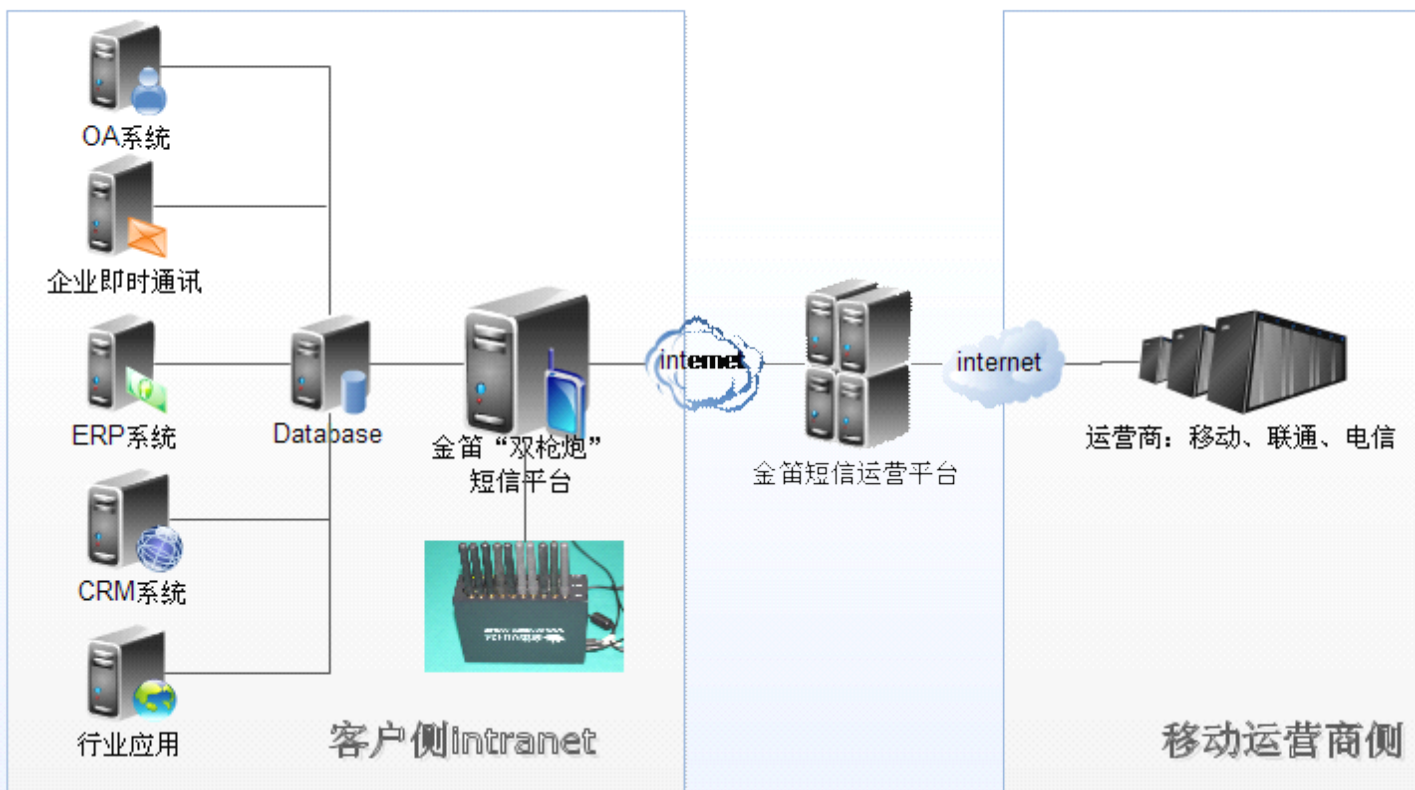 OA系统
企业即时通讯
ERP系统
Database
金笛“双枪炮”
短信平台
internet
金笛短信运营平台
internet
运营商：移动、联通、电信
CRM系统
行业应用
客户侧intranet
移动运营商侧